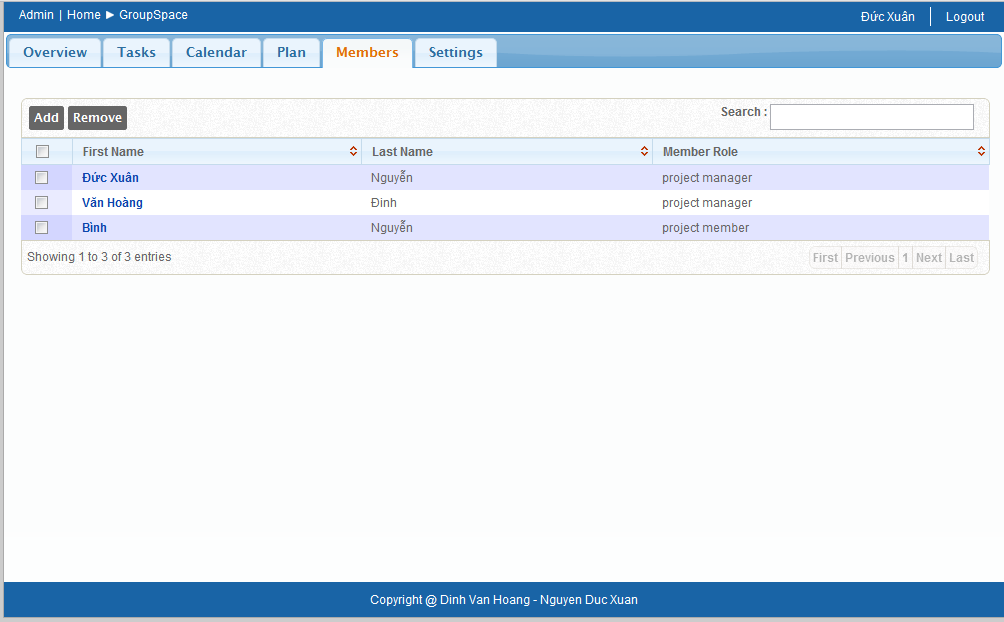 Admin | Home ► GroupSpace
Đức Xuân
Logout
Overview
Tasks
Calendar
Plan
Members
Settings
Add
Remove
Search :
First Name
Last Name
Member Role
Đức Xuân
Nguyễn
project manager
Văn Hoàng
Đinh
project manager
Bình
Nguyễn
project member
Showing 1 to 3 of 3 entries
First
Previous
1
Next
Last
Copyright @ Dinh Van Hoang - Nguyen Duc Xuan